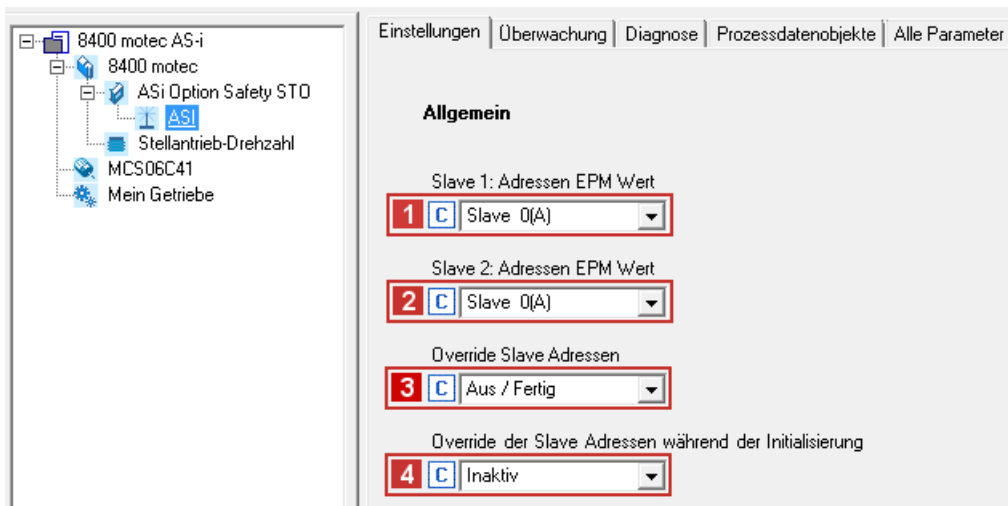 8400 motec AS-i
8400 motec
ASi Option Safety STO
ASI
Stellantrieb-Drehzahl
MCS06C41
Mein Getriebe
Einstellungen
Überwachung
Diagnose
Prozessdatenobjekte
Alle Parameter
Allgemein
Slave 1: Adressen EPM Wert
1 C Slave 0(A)
Slave 2: Adressen EPM Wert
2 C Slave 0(A)
Override Slave Adressen
3 C Aus / Fertig
Override der Slave Adressen während der Initialisierung
4 C Inaktiv